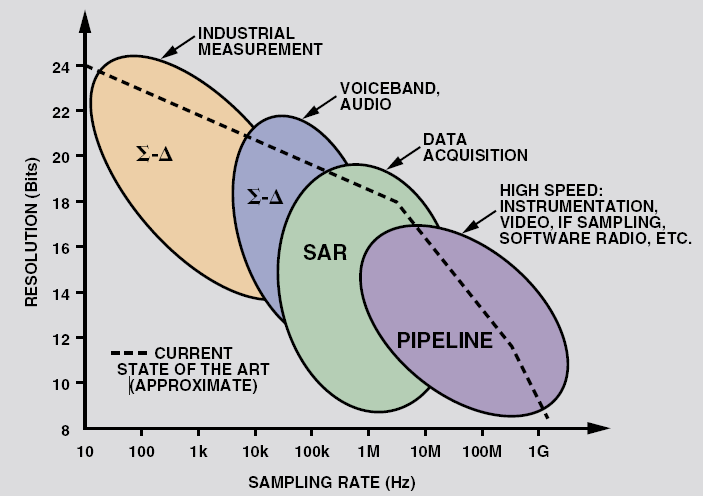 INDUSTRIAL
MEASUREMENT
VOICEBAND,
AUDIO
DATA
ACQUISITION
HIGH SPEED:
INSTRUMENTATION,
VIDEO, IF SAMPLING,
SOFTWARE RADIO, ETC.
RESOLUTION (Bits)
24
22
20
18
16
14
12
10
8
Σ-Δ
Σ-Δ
SAR
PIPELINE
CURRENT
STATE OF THE ART
(APPROXIMATE)
10
100
1k
10k
100k
1M
10M
100M
1G
SAMPLING RATE (Hz)